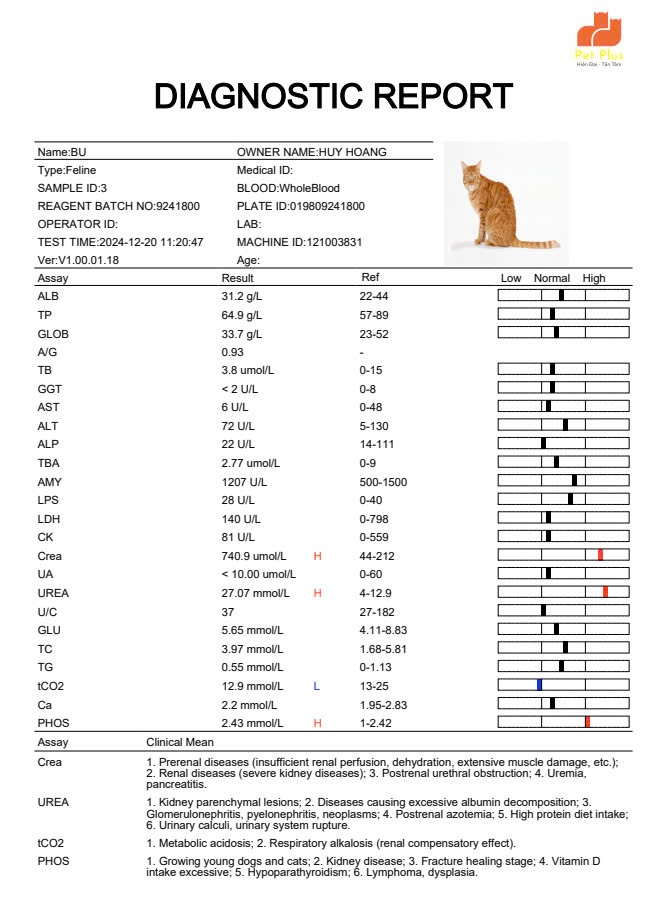 Pet Plus
Hiện Đại - Tận Tâm
DIAGNOSTIC REPORT
Name:BU OWNER NAME:HUY HOANG
Type:Feline Medical ID:
SAMPLE ID:3 BLOOD:WholeBlood
REAGENT BATCH NO:9241800 PLATE ID:019809241800
OPERATOR ID: LAB:
TEST TIME:2024-12-20 11:20:47 MACHINE ID:121003831
Ver:V1.00.01.18 Age:
Assay Result Ref Low Normal High
ALB 31.2 g/L 22-44
TP 64.9 g/L 57-89
GLOB 33.7 g/L 23-52
A/G 0.93 -
TB 3.8 umol/L 0-15
GGT < 2 U/L 0-8
AST 6 U/L 0-48
ALT 72 U/L 5-130
ALP 22 U/L 14-111
TBA 2.77 umol/L 0-9
AMY 1207 U/L 500-1500
LPS 28 U/L 0-40
LDH 140 U/L 0-798
CK 81 U/L 0-559
Crea 740.9 umol/L H 44-212
UA < 10.00 umol/L 0-60
UREA 27.07 mmol/L H 4-12.9
U/C 37 27-182
GLU 5.65 mmol/L 4.11-8.83
TC 3.97 mmol/L 1.68-5.81
TG 0.55 mmol/L 0-1.13
tCO2 12.9 mmol/L L 13-25
Ca 2.2 mmol/L 1.95-2.83
PHOS 2.43 mmol/L H 1-2.42
Assay Clinical Mean
Crea 1. Prerenal diseases (insufficient renal perfusion, dehydration, extensive muscle damage, etc.);
2. Renal diseases (severe kidney diseases); 3. Postrenal urethral obstruction; 4. Uremia,
pancreatitis.
UREA 1. Kidney parenchymal lesions; 2. Diseases causing excessive albumin decomposition; 3.
Glomerulonephritis, pyelonephritis, neoplasms; 4. Postrenal azotemia; 5. High protein diet intake;
6. Urinary calculi, urinary system rupture.
tCO2 1. Metabolic acidosis; 2. Respiratory alkalosis (renal compensatory effect).
PHOS 1. Growing young dogs and cats; 2. Kidney disease; 3. Fracture healing stage; 4. Vitamin D
intake excessive; 5. Hypoparathyroidism; 6. Lymphoma, dysplasia.